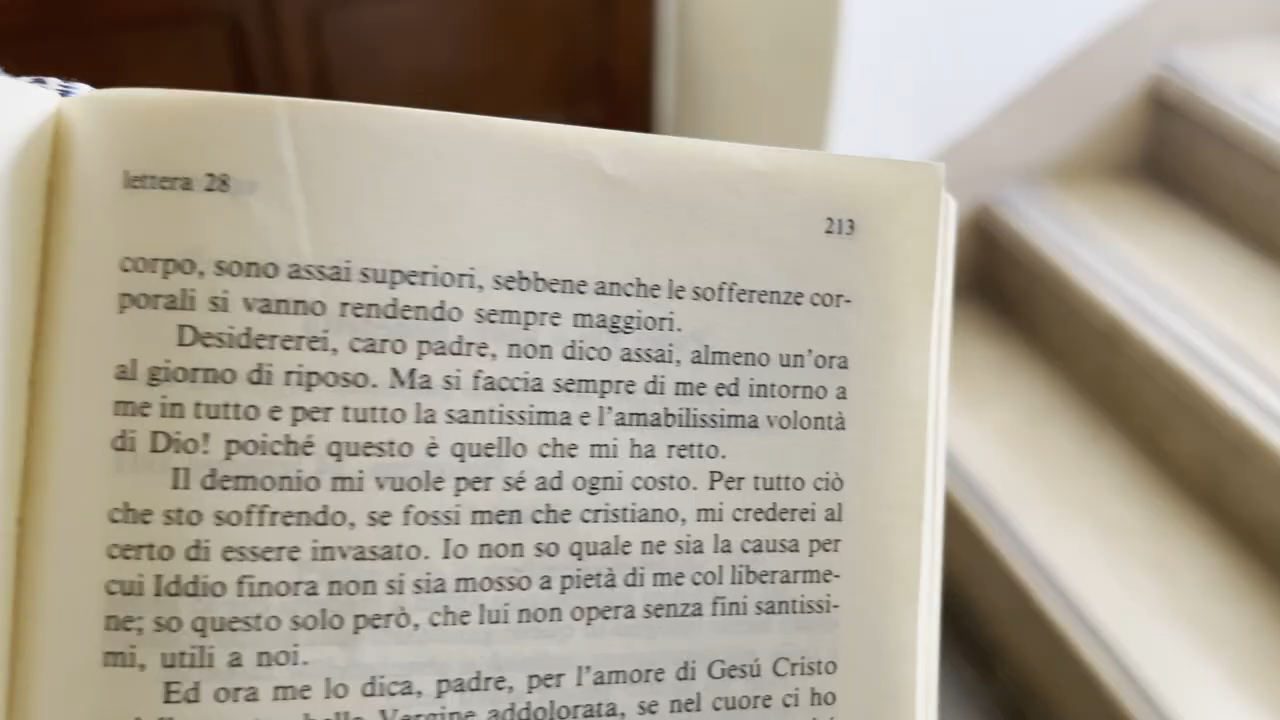 lettera 28
213
corpo, sono assai superiori, sebbene anche le sofferenze cor-
porali si vanno rendendo sempre maggiori.
Desidererei, caro padre, non dico assai, almeno un'ora
al giorno di riposo. Ma si faccia sempre di me ed intorno a
me in tutto e per tutto la santissima e l'amabilissima volontà
di Dio! poiché questo è quello che mi ha retto.
Il demonio mi vuole per sé ad ogni costo. Per tutto ciò
che sto soffrendo, se fossi men che cristiano, mi crederei al
certo di essere invasato. Io non so quale ne sia la causa per
cui Iddio finora non si sia mosso a pietà di me col liberarme-
ne; so questo solo però, che lui non opera senza fini santissi-
mi, utili a noi.
Ed ora me lo dica, padre, per l'amore di Gesú Cristo
Vergine addolorata, se nel cuore ci ho